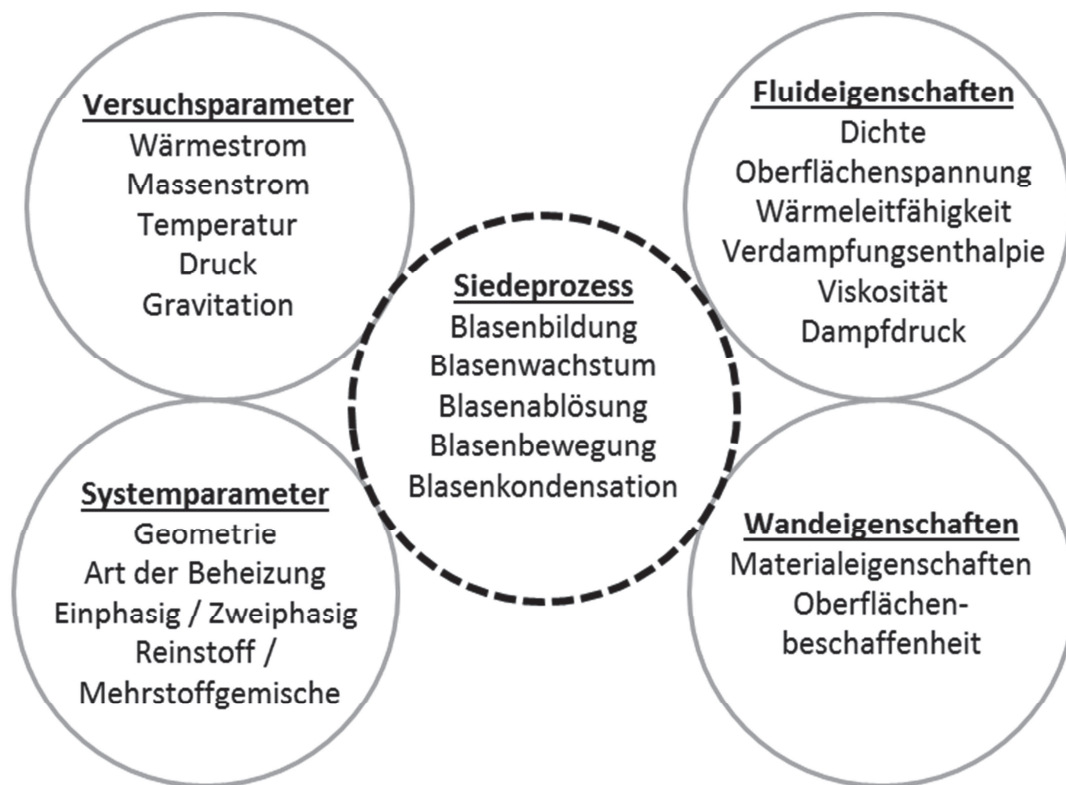 Versuchsparameter
Wärmestrom
Massenstrom
Temperatur
Druck
Gravitation
Fluideigenschaften
Dichte
Oberflächenspannung
Wärmeleitfähigkeit
Verdampfungsenthalpie
Viskosität
Dampfdruck
Siedeprozess
Blasenbildung
Blasenwachstum
Blasenablösung
Blasenbewegung
Blasenkondensation
Systemparameter
Geometrie
Art der Beheizung
Einphasig / Zweiphasig
Reinstoff /
Mehrstoffgemische
Wandeigenschaften
Materialeigenschaften
Oberflächen-
beschaffenheit